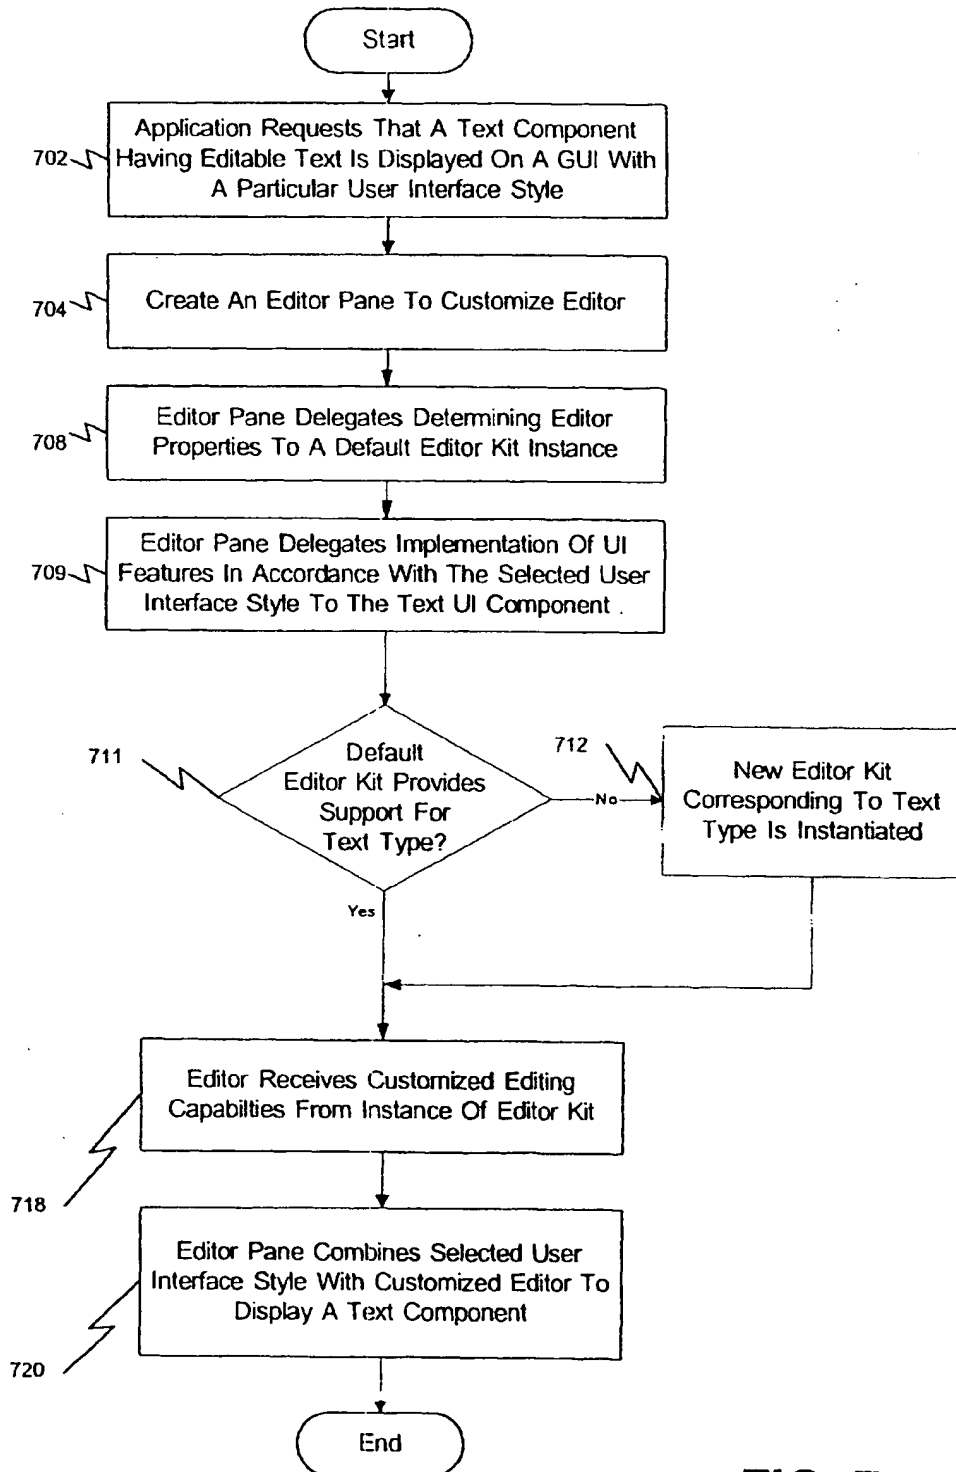 Start
Application Requests That A Text Component
702
Having Editable Text Is Displayed On A GUI With
A Particular User Interface Style
704
Create An Editor Pane To Customize Editor
Editor Pane Delegates Determining Editor
708
Properties To A Default Editor Kit Instance
Editor Pane Delegates Implementation Of UI
709
Features In Accordance With The Selected User
Interface Style To The Text UI Component .
711
Default
Editor Kit Provides
Support For
Text Type?
No
712
New Editor Kit
Corresponding To Text
Type Is Instantiated
Yes
Editor Receives Customized Editing
Capabilties From Instance Of Editor Kit
718
Editor Pane Combines Selected User
Interface Style With Customized Editor To
Display A Text Component
720
End